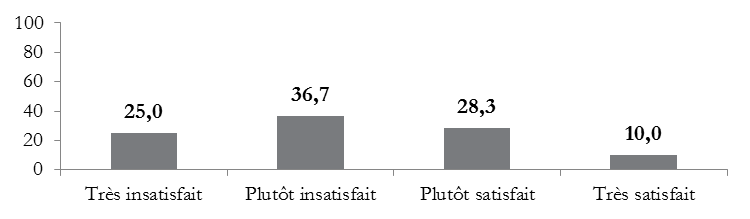 100
80
60
40
20
0
25,0
36,7
28,3
10,0
Très insatisfait
Plutôt insatisfait
Plutôt satisfait
Très satisfait